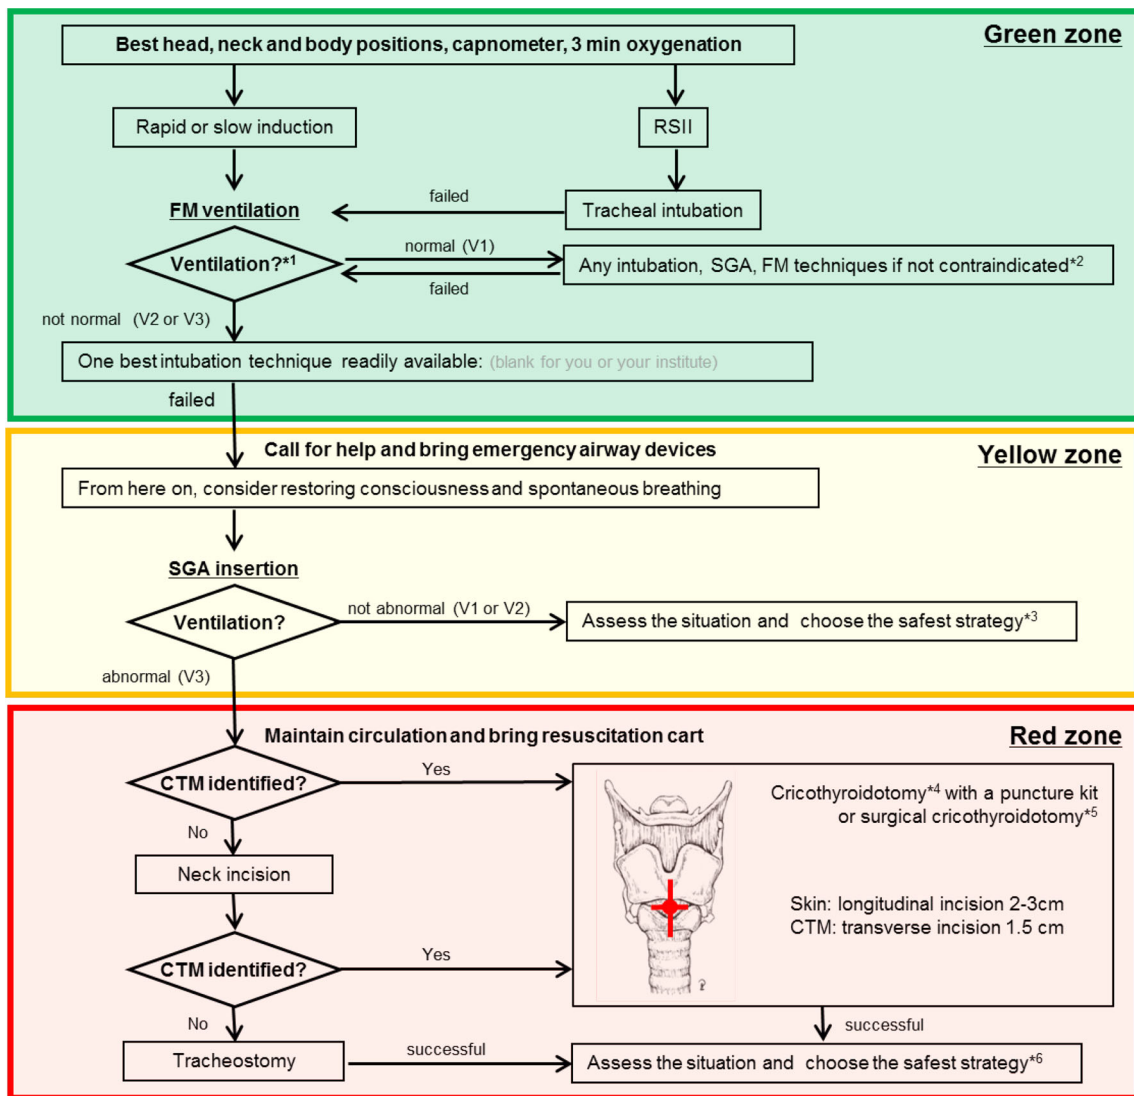 Green zone
Best head, neck and body positions, capnometer, 3 min oxygenation
Rapid or slow induction
RSII
FM ventilation
failed
Tracheal intubation
Ventilation?*1
normal (V1)
failed
Any intubation, SGA, FM techniques if not contraindicated*2
not normal (V2 or V3)
One best intubation technique readily available: (blank for you or your institute)
failed
Call for help and bring emergency airway devices
Yellow zone
From here on, consider restoring consciousness and spontaneous breathing
SGA insertion
Ventilation?
not abnormal (V1 or V2)
Assess the situation and choose the safest strategy*3
abnormal (V3)
Maintain circulation and bring resuscitation cart
Red zone
CTM identified?
Yes
Cricothyroidotomy*4 with a puncture kit
or surgical cricothyroidotomy*5
No
Neck incision
Skin: longitudinal incision 2-3cm
CTM: transverse incision 1.5 cm
CTM identified?
Yes
No
successful
Tracheostomy
successful
Assess the situation and choose the safest strategy*6